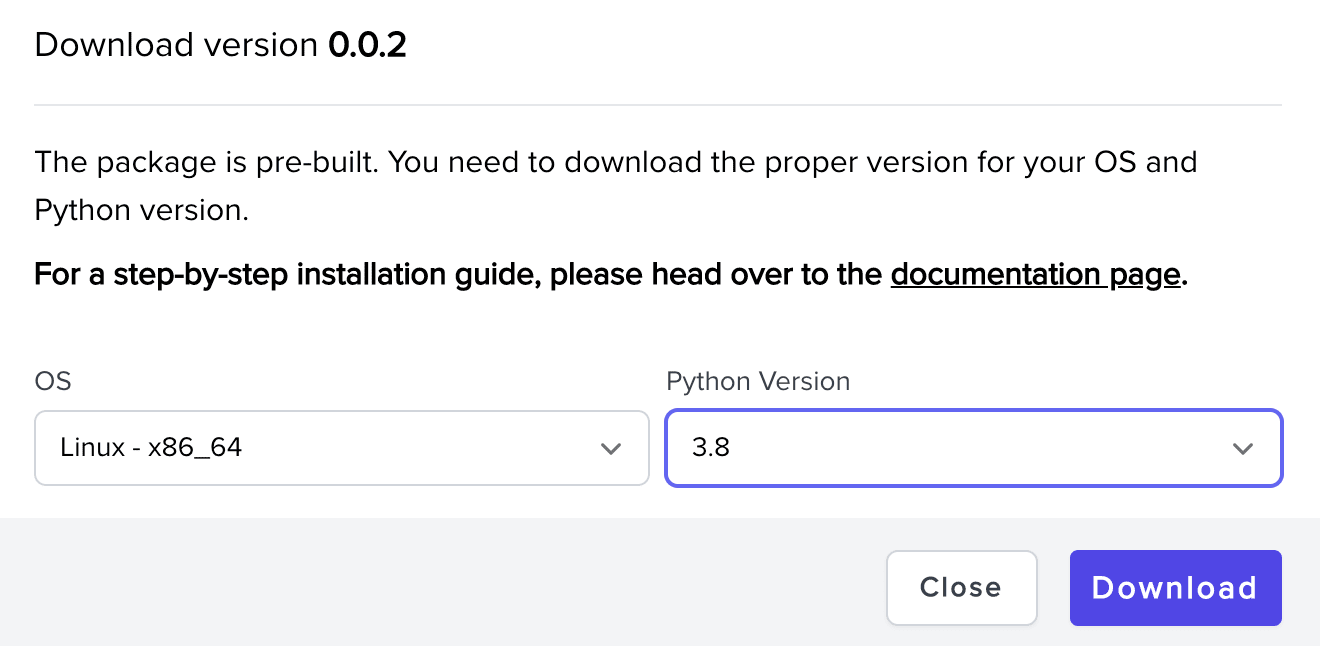 Download version 0.0.2
The package is pre-built. You need to download the proper version for your OS and
Python version.
For a step-by-step installation guide, please head over to the documentation page.
OS
Python Version
Linux - x86_64
3.8
Close
Download